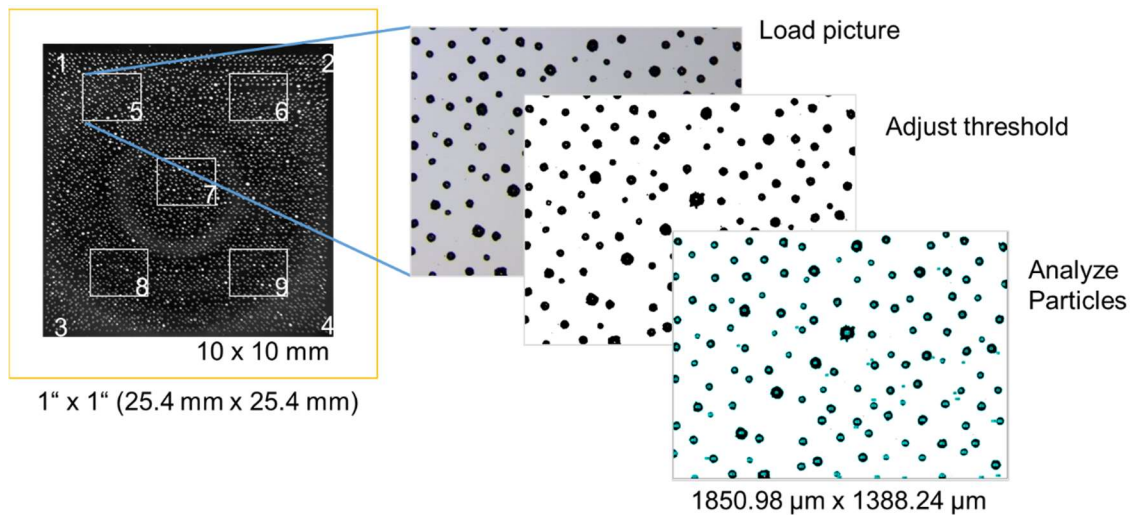 1
2
5
6
7
8
9
3
4
10 x 10 mm
1“ x 1“ (25.4 mm x 25.4 mm)
Load picture
Adjust threshold
Analyze
Particles
1850.98 µm x 1388.24 µm